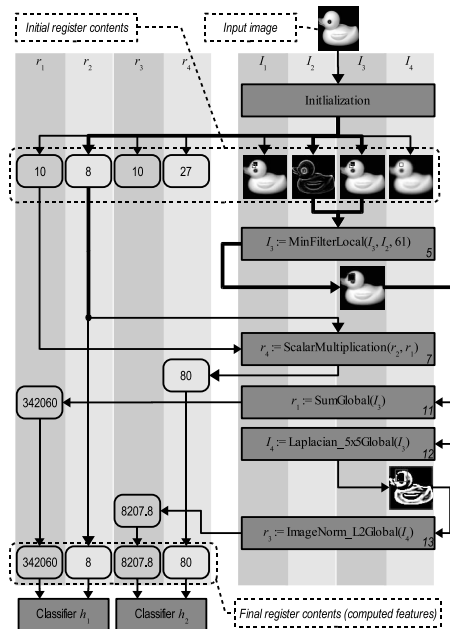 Initial register contents
Input image
r1 r2 r3 r4 I1 I2 I3 I4
Initlialization
10 8 10 27
I3 := MinFilterLocal(I3, I2, 61)
5
r4 := ScalarMultiplication(r2, r1)
7
80
342060
r1 := SumGlobal(I3)
11
I4 := Laplacian_5x5Global(I3)
12
8207.8
r3 := ImageNorm_L2Global(I4)
13
342060 8 8207.8 80
Classifier h1 Classifier h2
Final register contents (computed features)